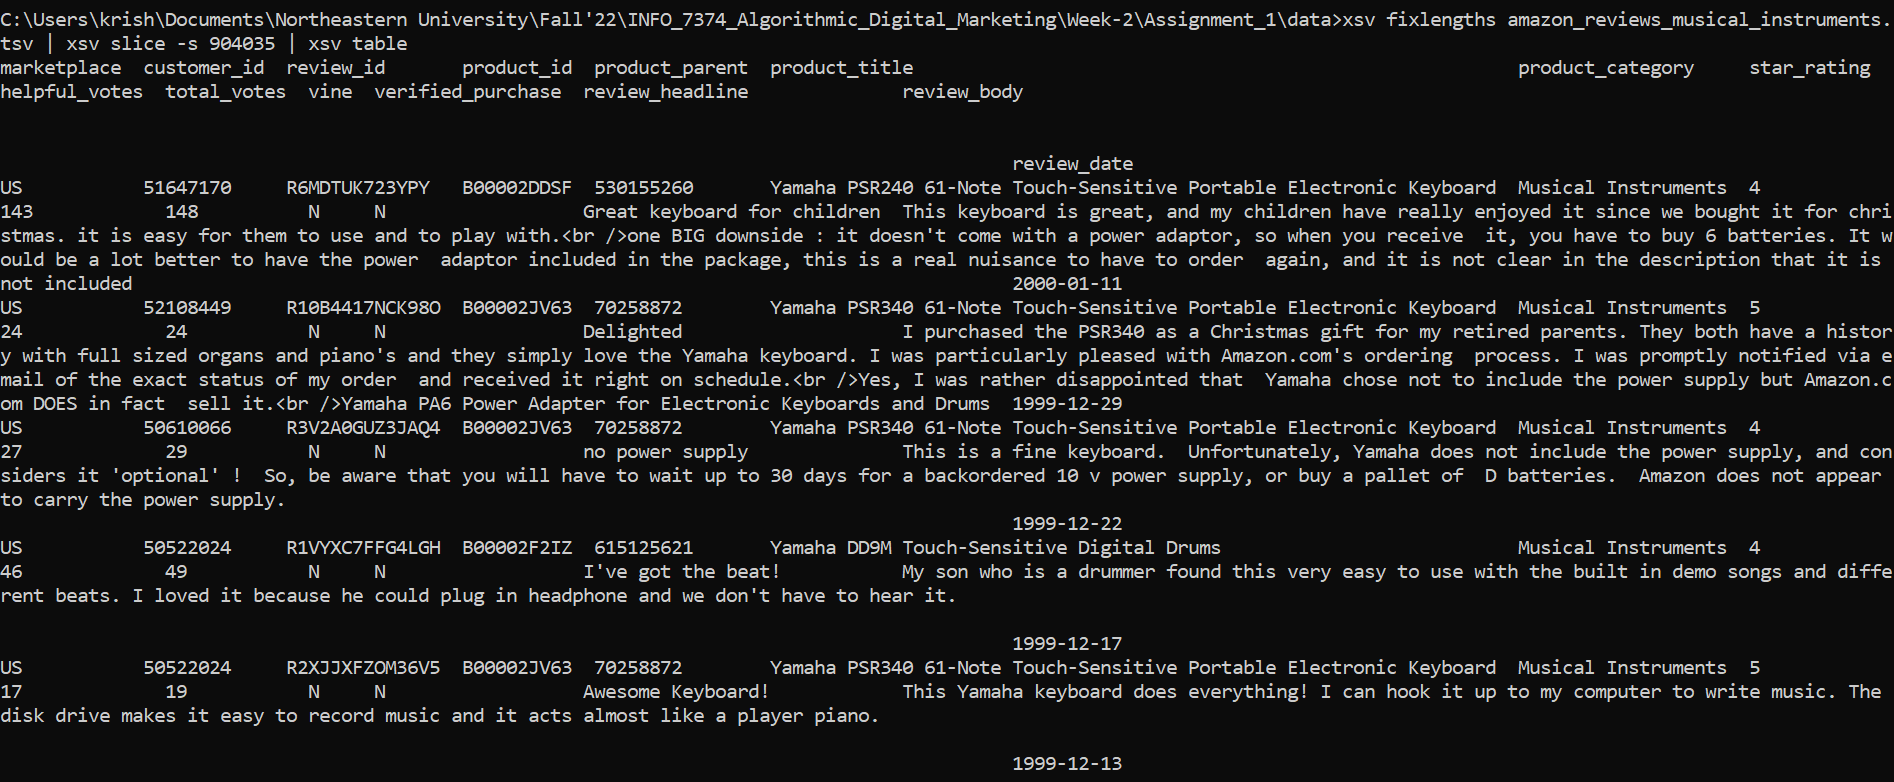 C:\Users\krish\Documents\Northeastern University\Fall'22\INFO_7374_Algorithmic_Digital_Marketing\Week-2\Assignment_1\data>xsv fixlengths amazon_reviews_musical_instruments.
tsv | xsv slice -s 904035 | xsv table
marketplace  customer_id  review_id       product_id  product_parent  product_title                                                       product_category     star_rating
helpful_votes  total_votes  vine  verified_purchase  review_headline              review_body
review_date
US           51647170     R6MDTUK723YPY   B00002DDSF  530155260       Yamaha PSR240 61-Note Touch-Sensitive Portable Electronic Keyboard  Musical Instruments  4
143            148          N     N                  Great keyboard for children  This keyboard is great, and my children have really enjoyed it since we bought it for chri
stmas. it is easy for them to use and to play with.<br />one BIG downside : it doesn't come with a power adaptor, so when you receive  it, you have to buy 6 batteries. It w
ould be a lot better to have the power  adaptor included in the package, this is a real nuisance to have to order  again, and it is not clear in the description that it is
not included                                                                                2000-01-11
US           52108449     R10B4417NCK98O  B00002JV63  70258872        Yamaha PSR340 61-Note Touch-Sensitive Portable Electronic Keyboard  Musical Instruments  5
24             24           N     N                  Delighted                    I purchased the PSR340 as a Christmas gift for my retired parents. They both have a histor
y with full sized organs and piano's and they simply love the Yamaha keyboard. I was particularly pleased with Amazon.com's ordering  process. I was promptly notified via e
mail of the exact status of my order  and received it right on schedule.<br />Yes, I was rather disappointed that  Yamaha chose not to include the power supply but Amazon.c
om DOES in fact  sell it.<br />Yamaha PA6 Power Adapter for Electronic Keyboards and Drums  1999-12-29
US           50610066     R3V2A0GUZ3JAQ4  B00002JV63  70258872        Yamaha PSR340 61-Note Touch-Sensitive Portable Electronic Keyboard  Musical Instruments  4
27             29           N     N                  no power supply              This is a fine keyboard.  Unfortunately, Yamaha does not include the power supply, and con
siders it 'optional' !  So, be aware that you will have to wait up to 30 days for a backordered 10 v power supply, or buy a pallet of  D batteries.  Amazon does not appear
to carry the power supply.
1999-12-22
US           50522024     R1VYXC7FFG4LGH  B00002F2IZ  615125621       Yamaha DD9M Touch-Sensitive Digital Drums                           Musical Instruments  4
46             49           N     N                  I've got the beat!           My son who is a drummer found this very easy to use with the built in demo songs and diffe
rent beats. I loved it because he could plug in headphone and we don't have to hear it.
1999-12-17
US           50522024     R2XJJXFZOM36V5  B00002JV63  70258872        Yamaha PSR340 61-Note Touch-Sensitive Portable Electronic Keyboard  Musical Instruments  5
17             19           N     N                  Awesome Keyboard!            This Yamaha keyboard does everything! I can hook it up to my computer to write music. The
disk drive makes it easy to record music and it acts almost like a player piano.
1999-12-13